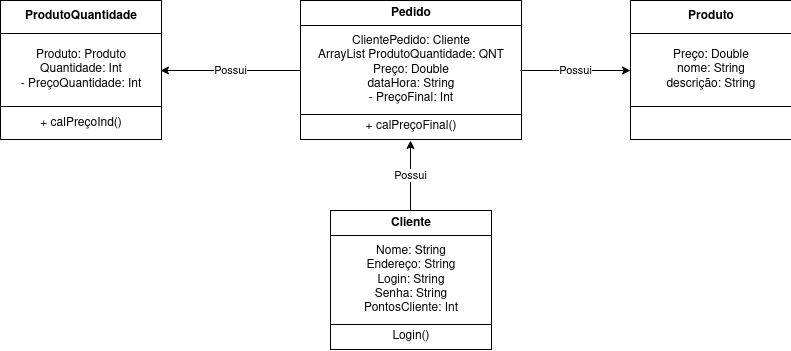 ProdutoQuantidade
Produto: Produto
Quantidade: Int
- PreçoQuantidade: Int
+ calPreçoInd()
Possui
Pedido
ClientePedido: Cliente
ArrayList ProdutoQuantidade: QNT
Preço: Double
dataHora: String
- PreçoFinal: Int
+ calPreçoFinal()
Possui
Produto
Preço: Double
nome: String
descrição: String
Possui
Cliente
Nome: String
Endereço: String
Login: String
Senha: String
PontosCliente: Int
Login()